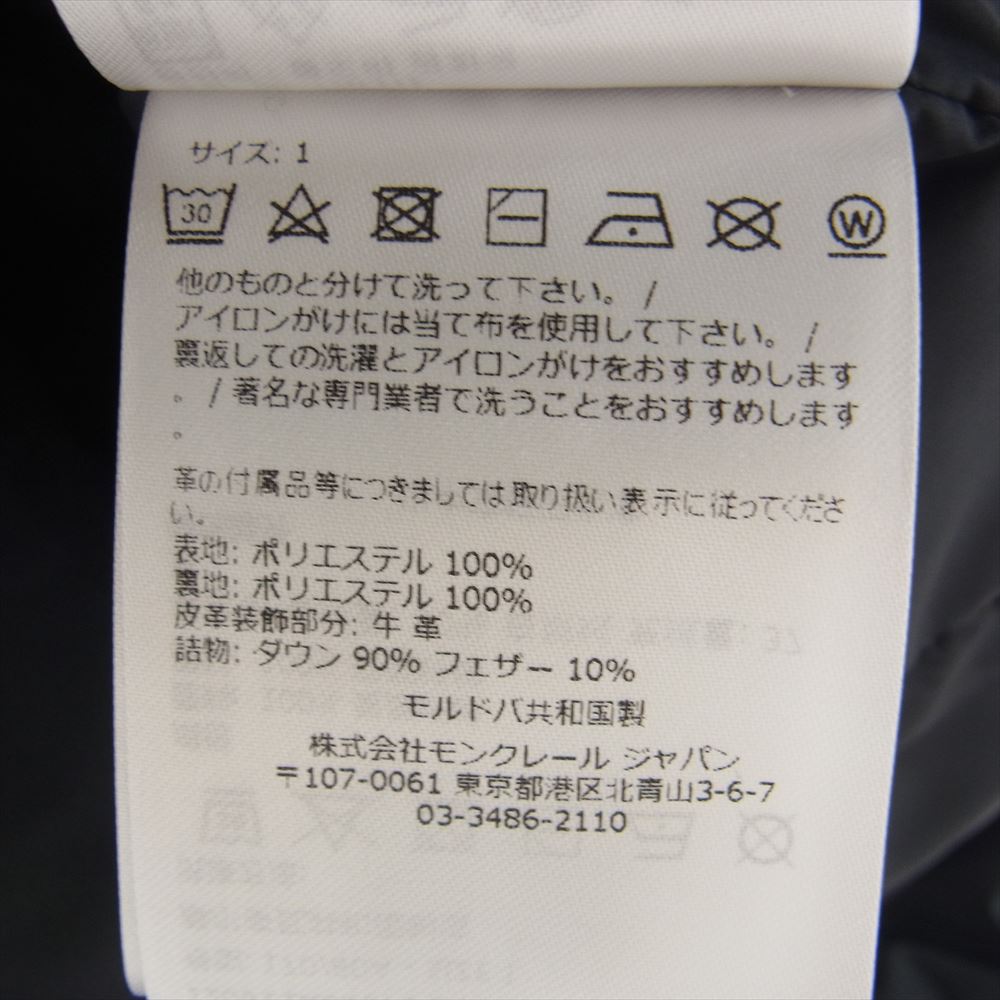 サイズ: 1
30 W
他のものと分けて洗って下さい。 /
アイロンがけには当て布を使用して下さい。 /
裏返しての洗濯とアイロンがけをおすすめします
。 / 著名な専門業者で洗うことをおすすめします
。
革の付属品等につきましては取り扱い表示に従ってくださ
い。
表地: ポリエステル 100%
裏地: ポリエステル 100%
皮革装飾部分: 牛 革
詰物: ダウン 90% フェザー 10%
モルドバ共和国製
株式会社モンクレール ジャパン
〒107-0061 東京都港区北青山3-6-7
03-3486-2110